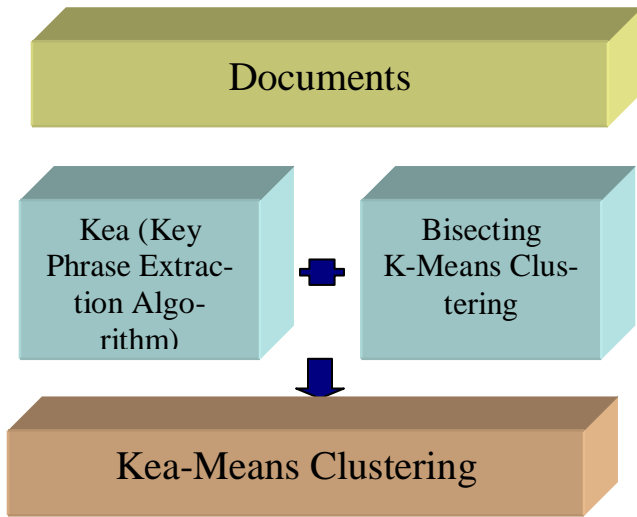 Documents
Kea (Key
Phrase Extrac-
tion Algo-
rithm)
Bisecting
K-Means Clus-
tering
Kea-Means Clustering